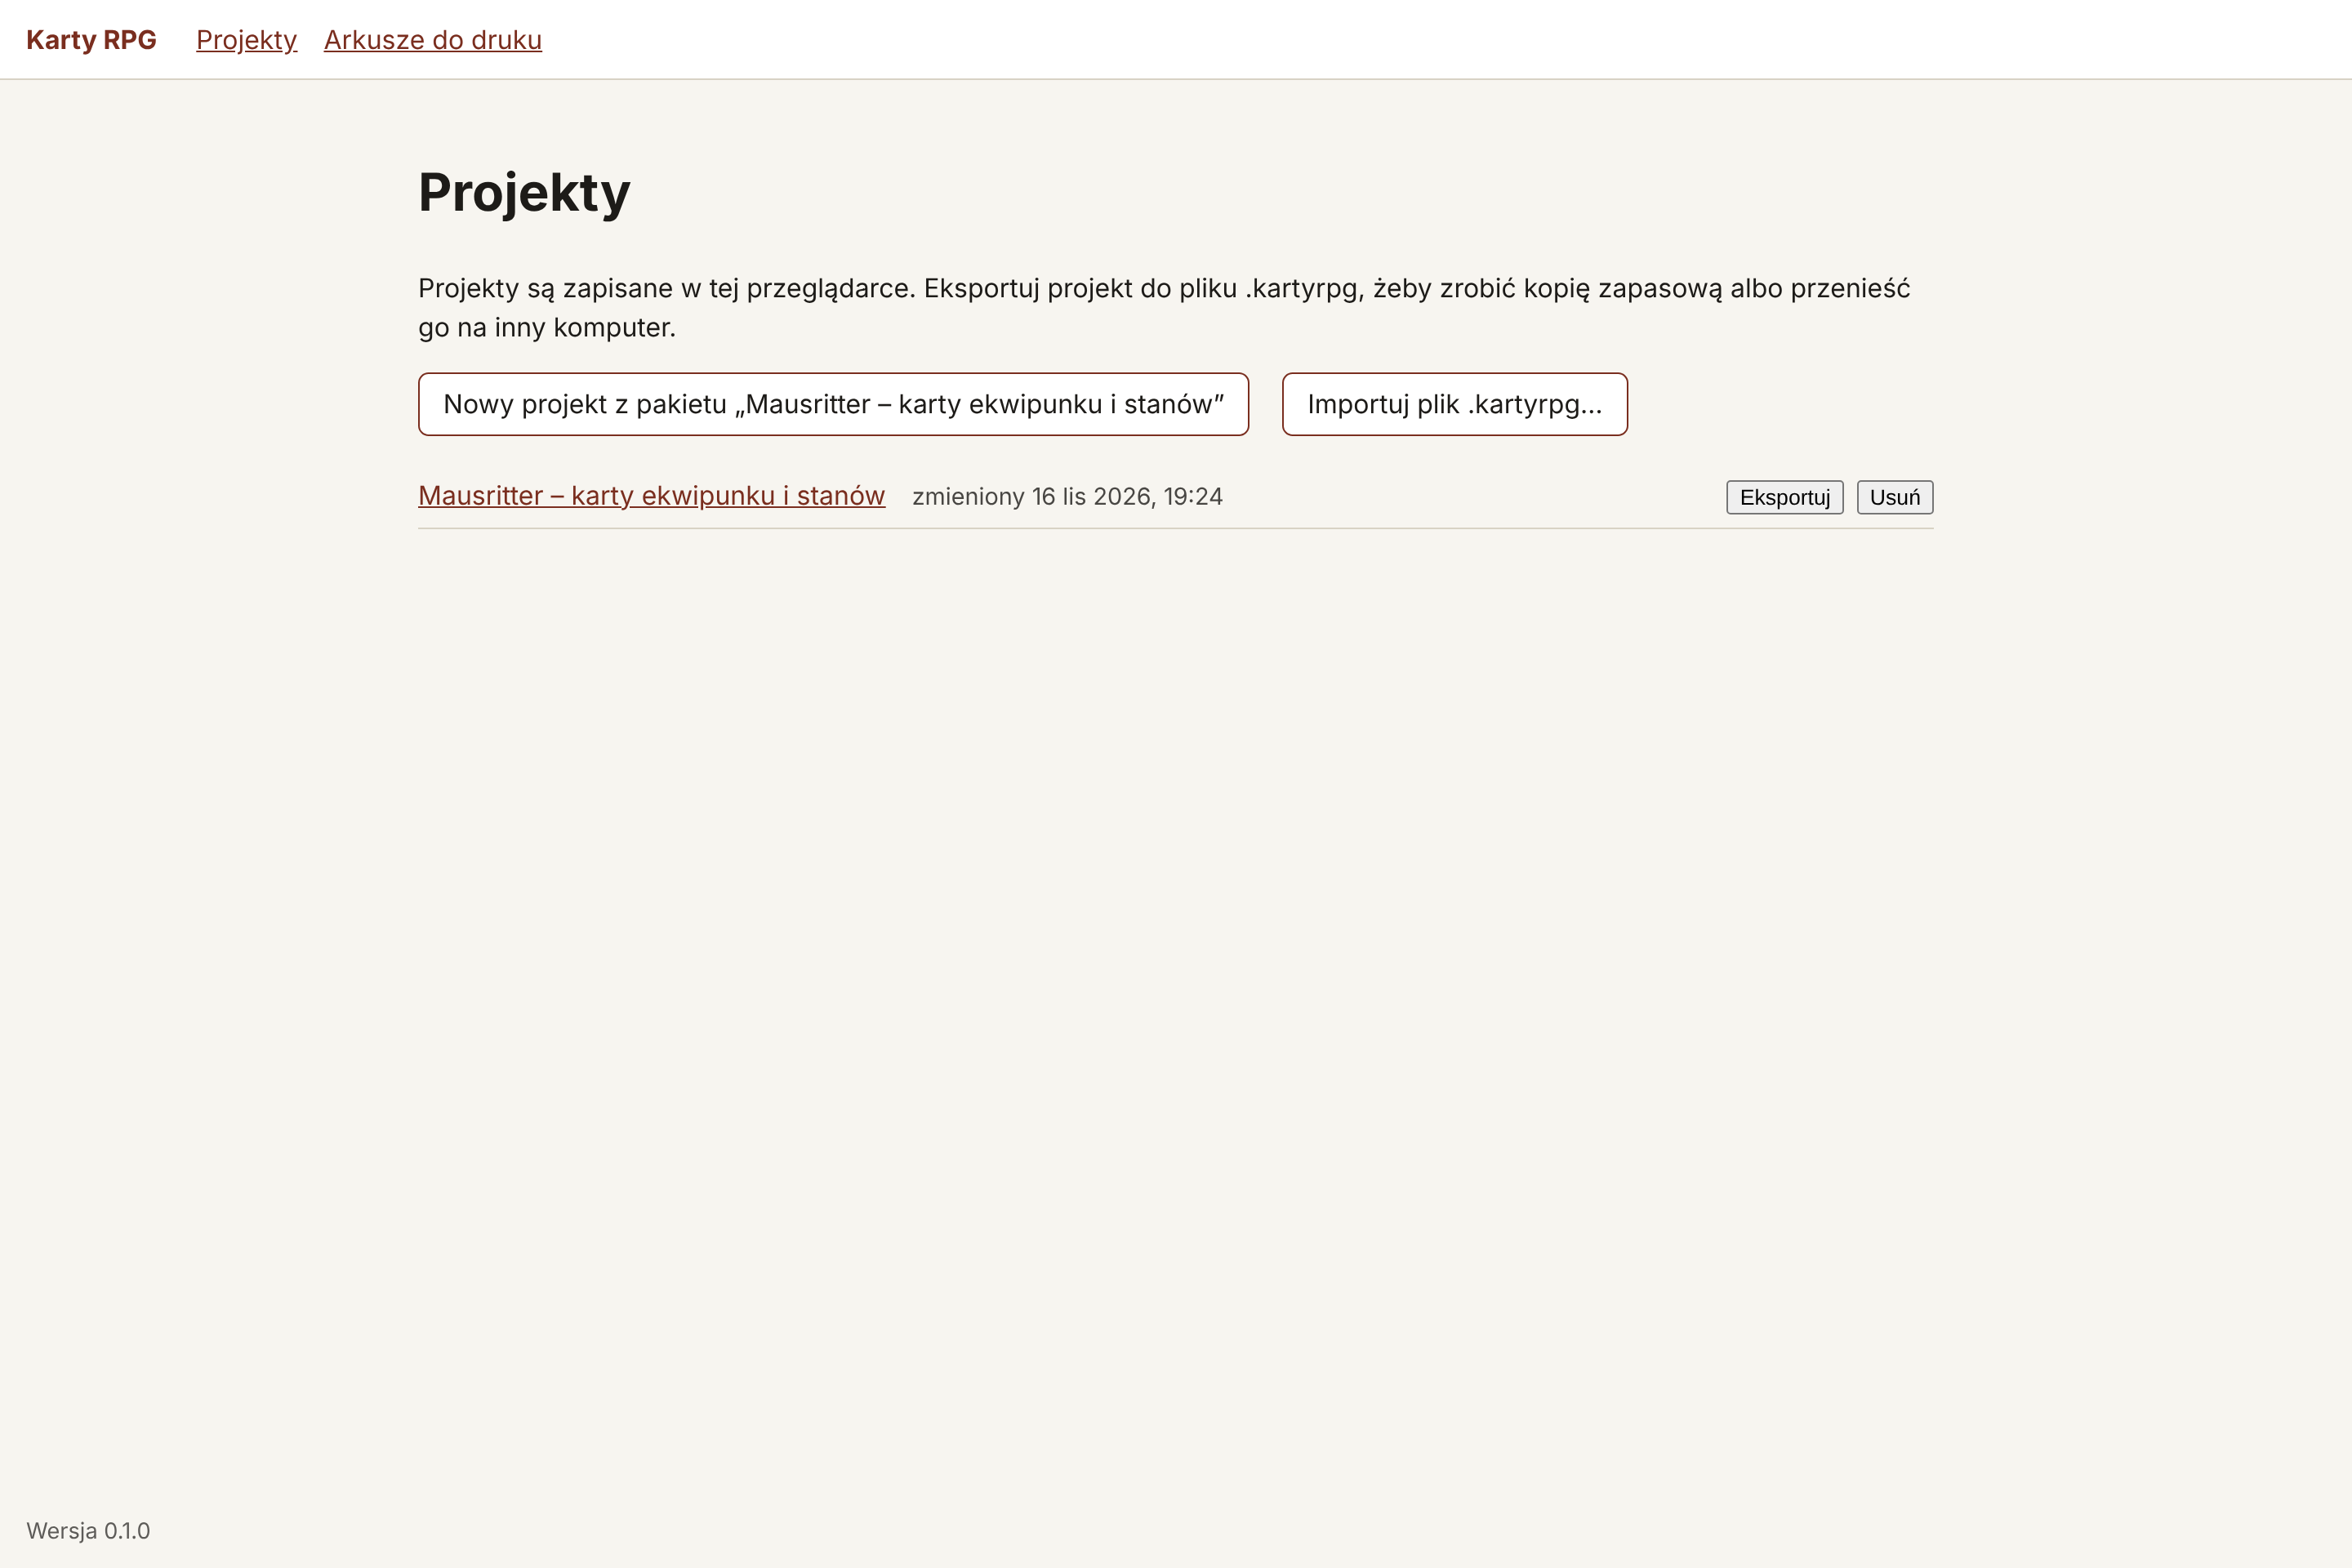 Karty RPG Projekty Arkusze do druku
Projekty
Projekty są zapisane w tej przeglądarce. Eksportuj projekt do pliku .kartyrpg, żeby zrobić kopię zapasową albo przenieść
go na inny komputer.
Nowy projekt z pakietu „Mausritter – karty ekwipunku i stanów” Importuj plik .kartyrpg…
Mausritter – karty ekwipunku i stanów zmieniony 16 lis 2026, 19:24 Eksportuj Usuń
Wersja 0.1.0